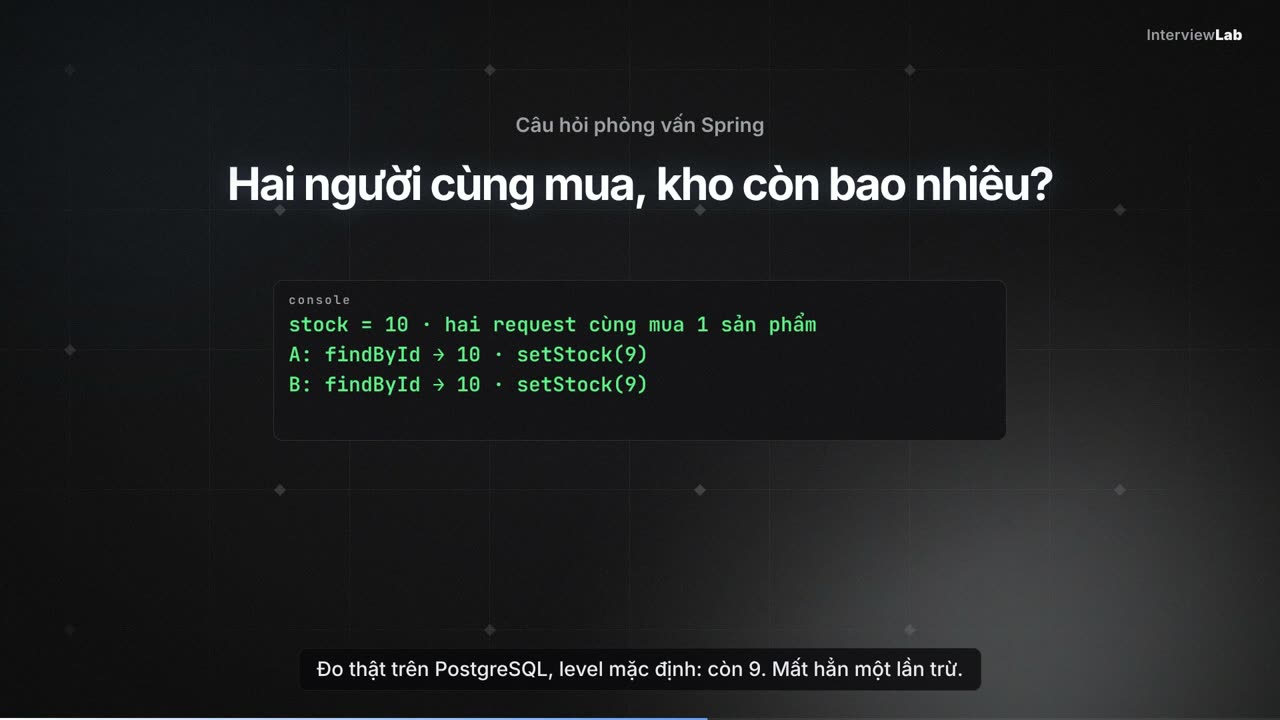 InterviewLab
Câu hỏi phỏng vấn Spring
Hai người cùng mua, kho còn bao nhiêu?
console
stock = 10 · hai request cùng mua 1 sản phẩm
A: findById → 10 · setStock(9)
B: findById → 10 · setStock(9)
Đo thật trên PostgreSQL, level mặc định: còn 9. Mất hẳn một lần trừ.